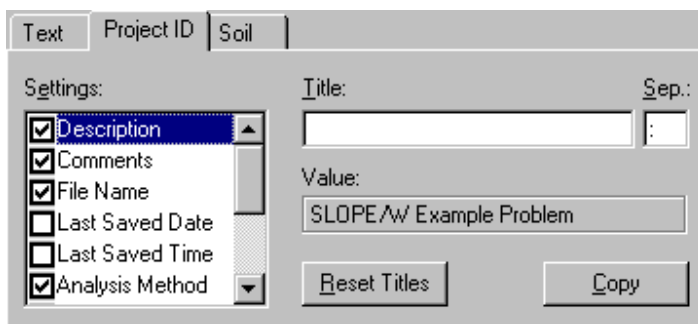 Text Project ID Soil
Settings: Title: Sep.:
Description :
Comments
File Name Value:
Last Saved Date SLOPE/W Example Problem
Last Saved Time
Analysis Method Reset Titles Copy